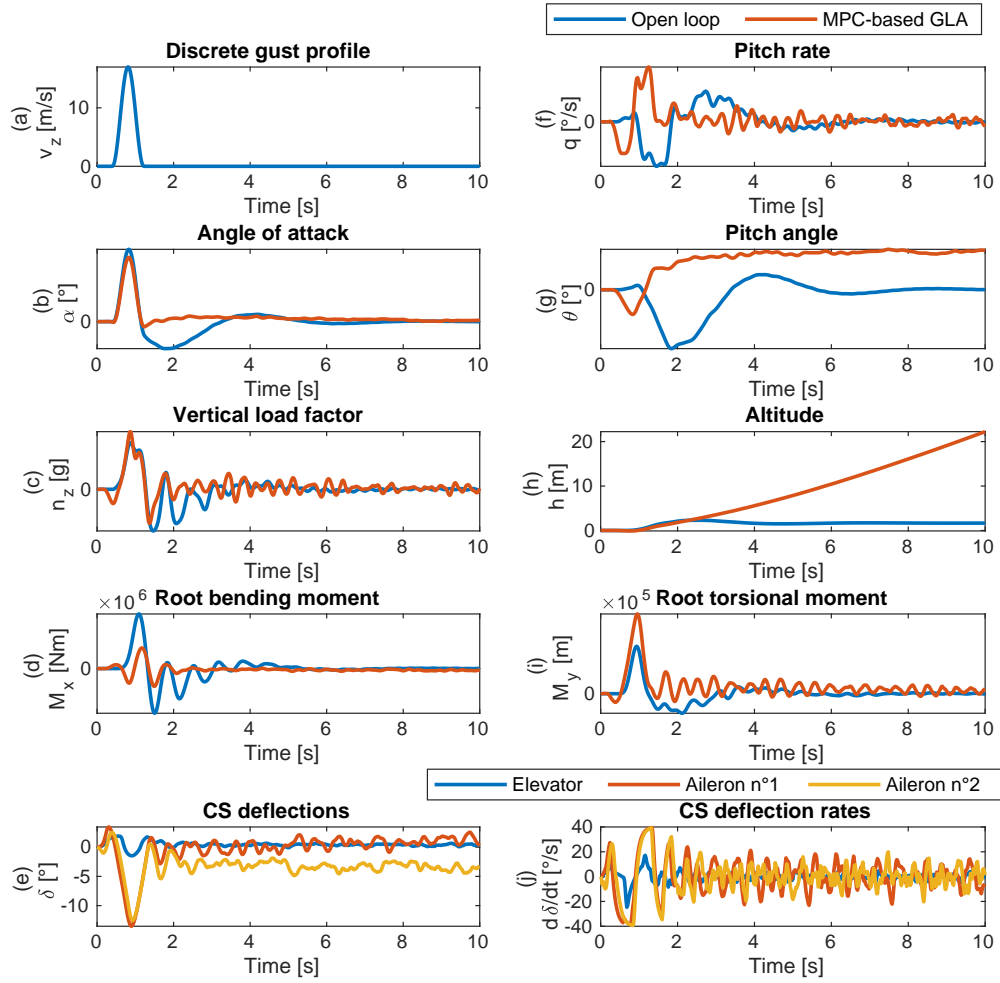 Open loop MPC-based GLA
Discrete gust profile
(a)
v_z [m/s]
10
0
0 2 4 6 8 10
Time [s]
Pitch rate
(f)
q [°/s]
0
0 2 4 6 8 10
Time [s]
Angle of attack
(b)
α [°]
0
0 2 4 6 8 10
Time [s]
Pitch angle
(g)
θ [°]
0
0 2 4 6 8 10
Time [s]
Vertical load factor
(c)
n_z [g]
0
0 2 4 6 8 10
Time [s]
Altitude
(h)
h [m]
20
10
0
0 2 4 6 8 10
Time [s]
×10^6 Root bending moment
(d)
M_x [Nm]
0
0 2 4 6 8 10
Time [s]
×10^5 Root torsional moment
(i)
M_y [m]
0
0 2 4 6 8 10
Time [s]
Elevator Aileron n°1 Aileron n°2
CS deflections
(e)
δ [°]
0
-5
-10
0 2 4 6 8 10
Time [s]
CS deflection rates
(j)
dδ/dt [°/s]
40
20
0
-20
-40
0 2 4 6 8 10
Time [s]